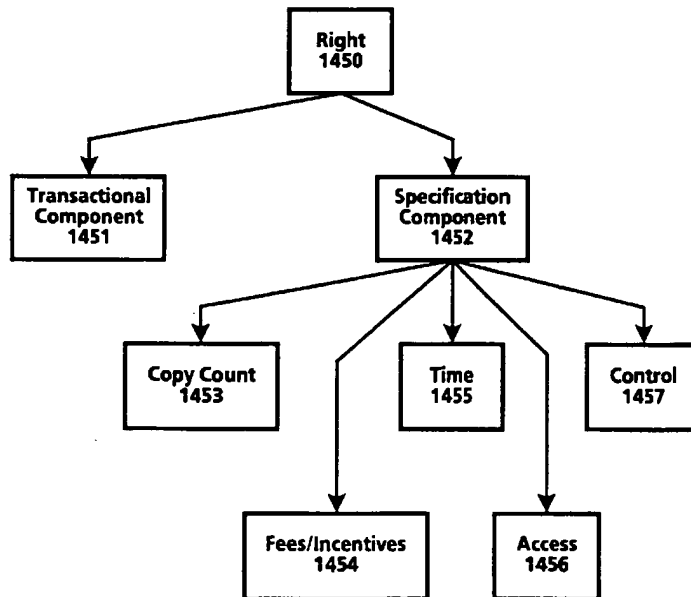 Right
1450
Transactional
Component
1451
Specification
Component
1452
Copy Count
1453
Time
1455
Control
1457
Fees/Incentives
1454
Access
1456